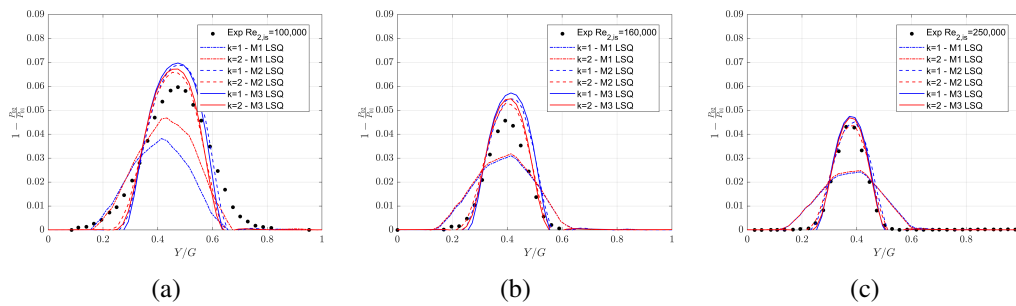 0.09
0.08
0.07
0.06
0.05
0.04
0.03
0.02
0.01
0
1 − P02/P01
0 0.2 0.4 0.6 0.8 1
Y/G
Exp Re2,is=100,000
k=1 - M1 LSQ
k=2 - M1 LSQ
k=1 - M2 LSQ
k=2 - M2 LSQ
k=1 - M3 LSQ
k=2 - M3 LSQ
(a)
0.09
0.08
0.07
0.06
0.05
0.04
0.03
0.02
0.01
0
1 − P02/P01
0 0.2 0.4 0.6 0.8 1
Y/G
Exp Re2,is=160,000
k=1 - M1 LSQ
k=2 - M1 LSQ
k=1 - M2 LSQ
k=2 - M2 LSQ
k=1 - M3 LSQ
k=2 - M3 LSQ
(b)
0.09
0.08
0.07
0.06
0.05
0.04
0.03
0.02
0.01
0
1 − P02/P01
0 0.2 0.4 0.6 0.8
Y/G
Exp Re2,is=250,000
k=1 - M1 LSQ
k=2 - M1 LSQ
k=1 - M2 LSQ
k=2 - M2 LSQ
k=1 - M3 LSQ
k=2 - M3 LSQ
(c)